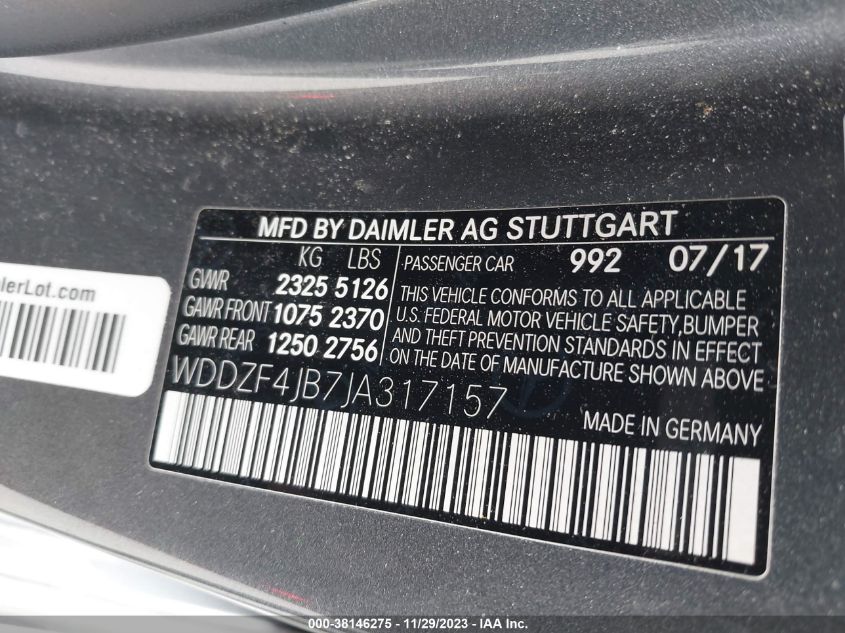 MFD BY DAIMLER AG STUTTGART
KG LBS
GVWR 2325 5126
GAWR FRONT 1075 2370
GAWR REAR 1250 2756
PASSENGER CAR 992 07/17
THIS VEHICLE CONFORMS TO ALL APPLICABLE
U.S. FEDERAL MOTOR VEHICLE SAFETY,BUMPER
AND THEFT PREVENTION STANDARDS IN EFFECT
ON THE DATE OF MANUFACTURE SHOWN ABOVE
WDDZF4JB7JA317157
MADE IN GERMANY
lerLot.com
000-38146275 - 11/29/2023 - IAA Inc.